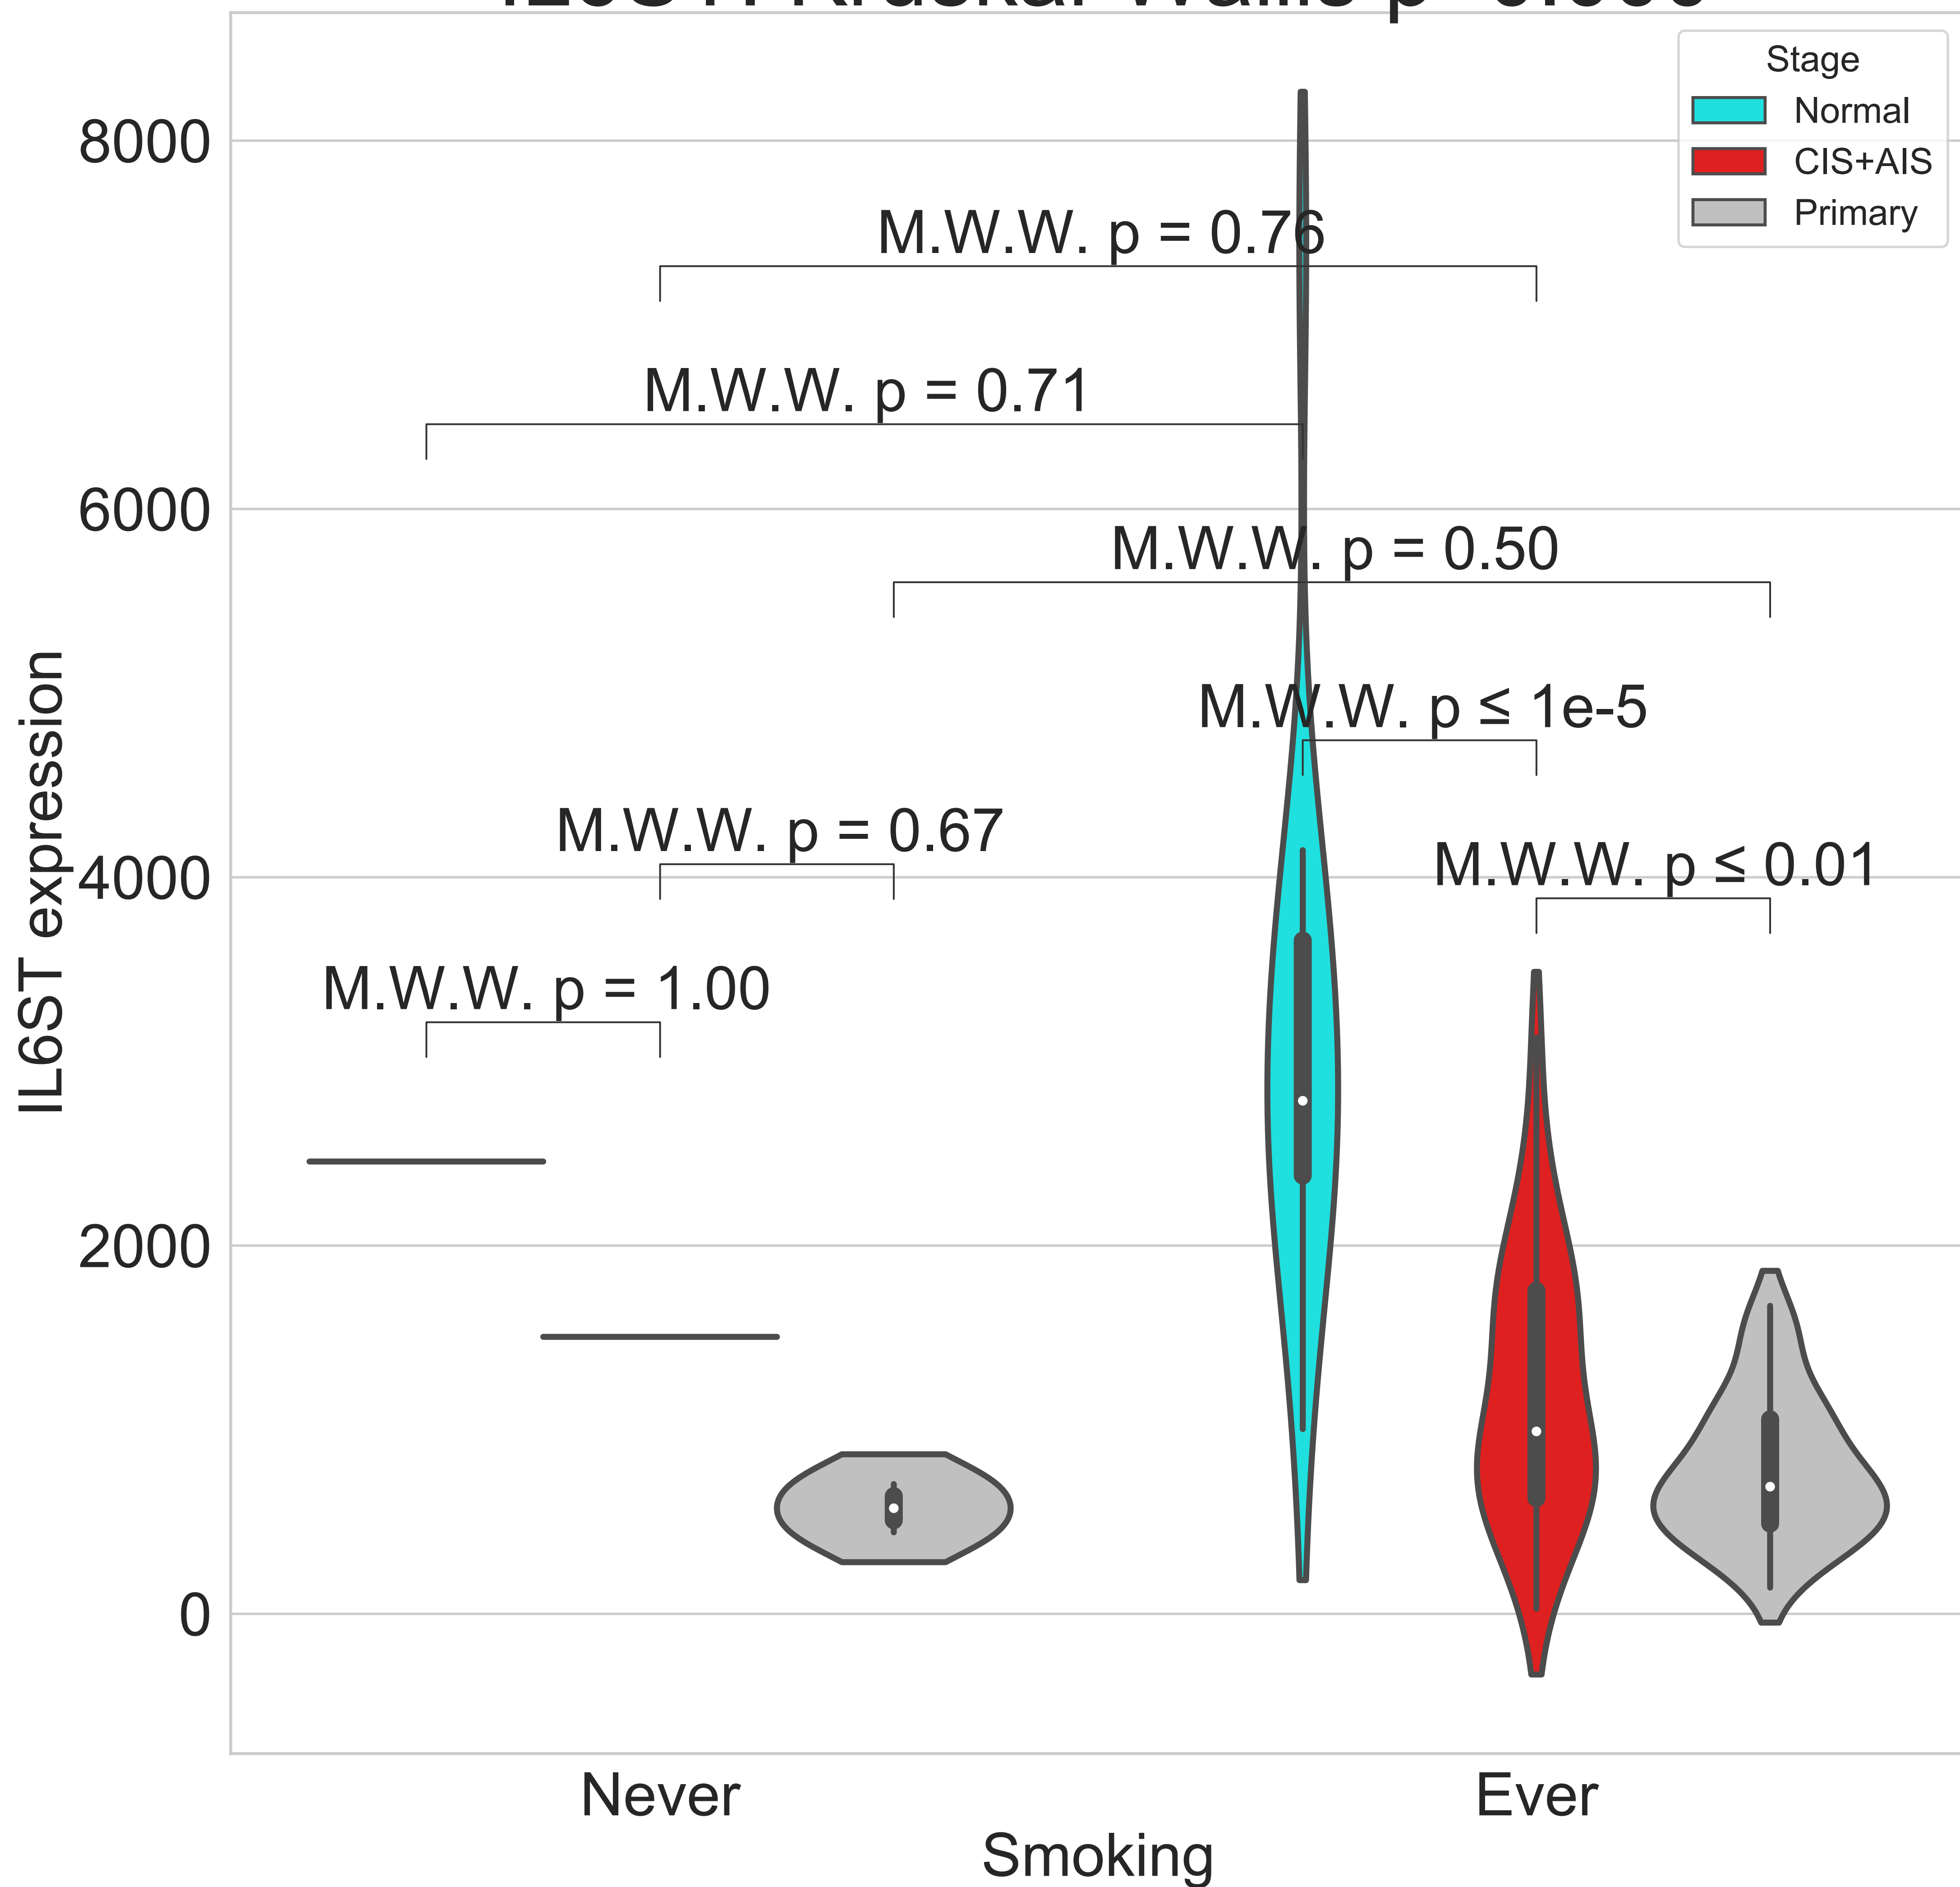 Stage
Normal
CIS+AIS
Primary
8000
6000
4000
2000
0
IL6ST expression
M.W.W. p = 0.76
M.W.W. p = 0.71
M.W.W. p = 0.50
M.W.W. p ≤ 1e-5
M.W.W. p = 0.67
M.W.W. p ≤ 0.01
M.W.W. p = 1.00
Never
Ever
Smoking